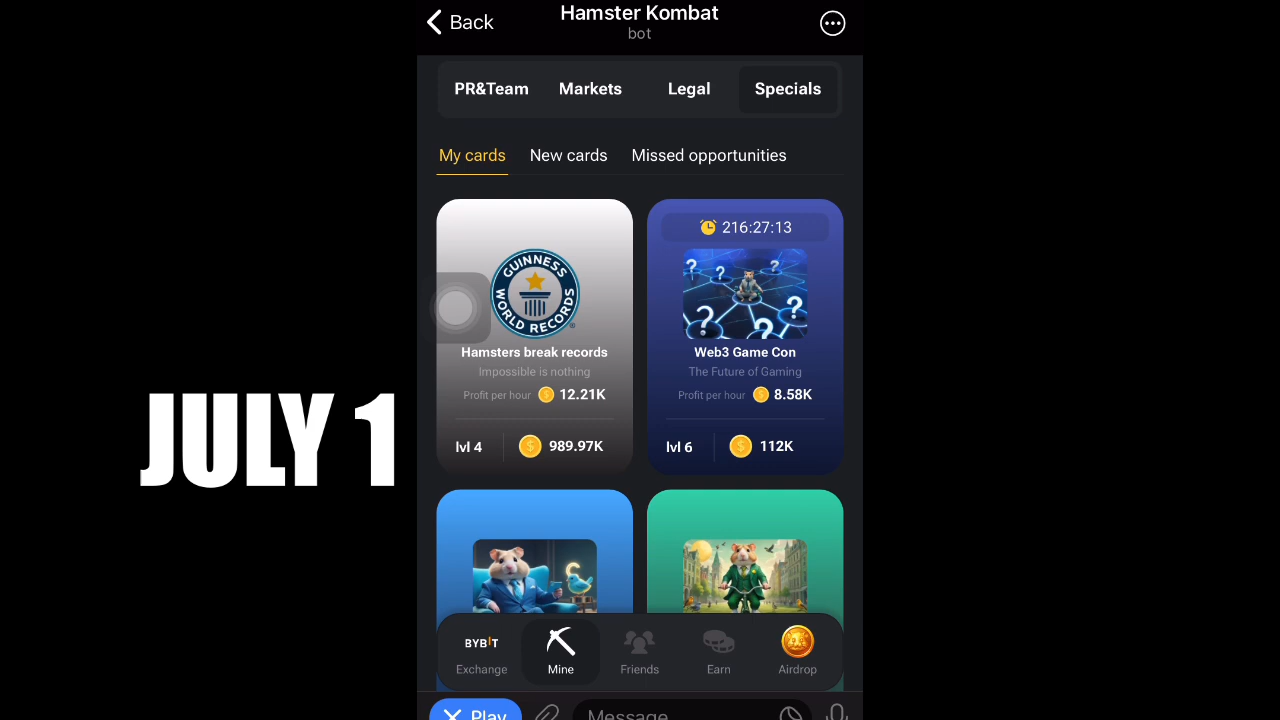 Back
Hamster Kombat
bot
PR&Team Markets Legal Specials
My cards New cards Missed opportunities
GUINNESS WORLD RECORDS
Hamsters break records
Impossible is nothing
Profit per hour 12.21K
lvl 4 989.97K
216:27:13
Web3 Game Con
The Future of Gaming
Profit per hour 8.58K
lvl 6 112K
JULY 1
BYBIT
Exchange Mine Friends Earn Airdrop
Play Message